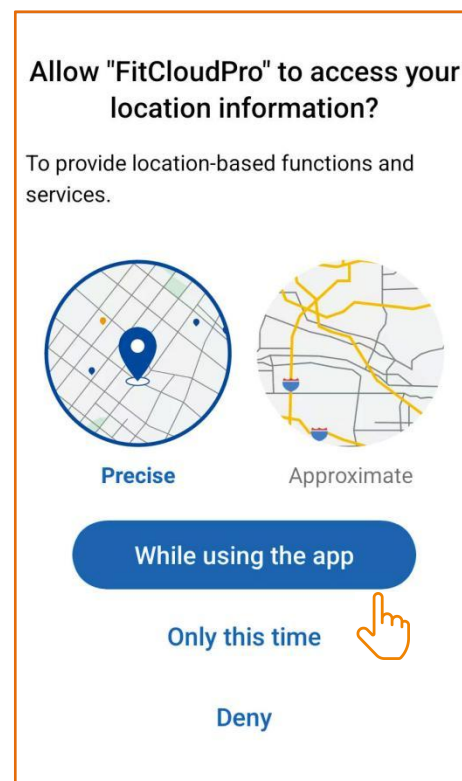 Allow "FitCloudPro" to access your
location information?
To provide location-based functions and
services.
Precise
Approximate
While using the app
Only this time
Deny